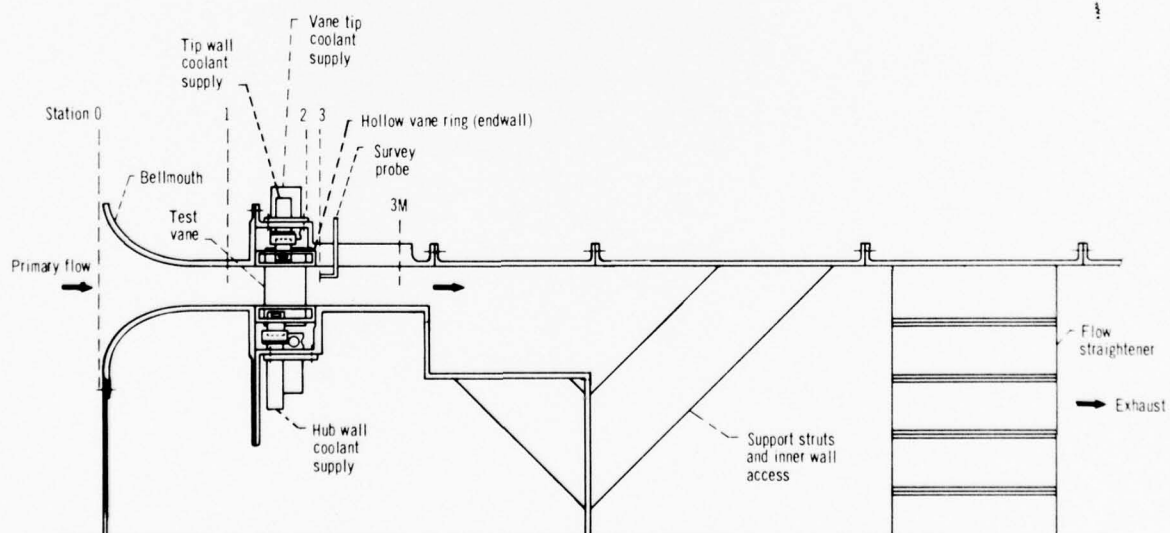 Vane tip
coolant
supply
Tip wall
coolant
supply
Station 0
1
2
3
Hollow vane ring (endwall)
Survey
probe
Bellmouth
3M
Test
vane
Primary flow
Flow
straightener
Exhaust
Hub wall
coolant
supply
Support struts
and inner wall
access